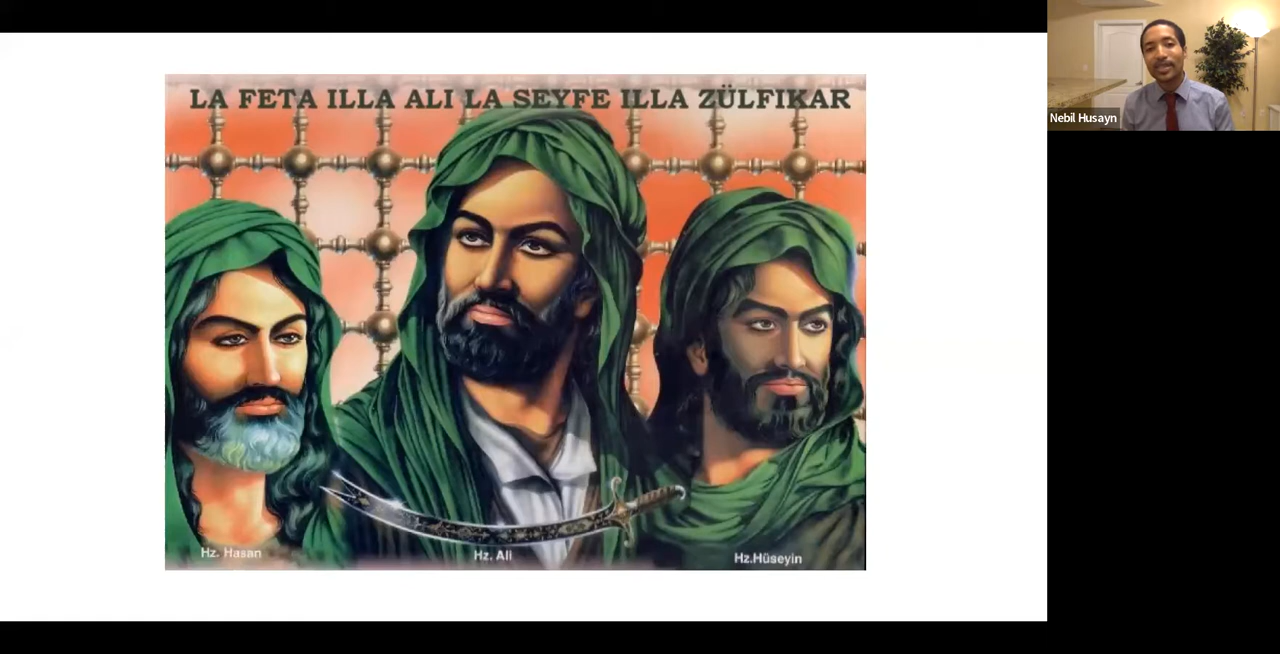 LA FETA ILLA ALI LA SEYFE ILLA ZÜLFIKAR
Nebil Husayn
Hz. Hasan
Hz. Ali
Hz.Hüseyin